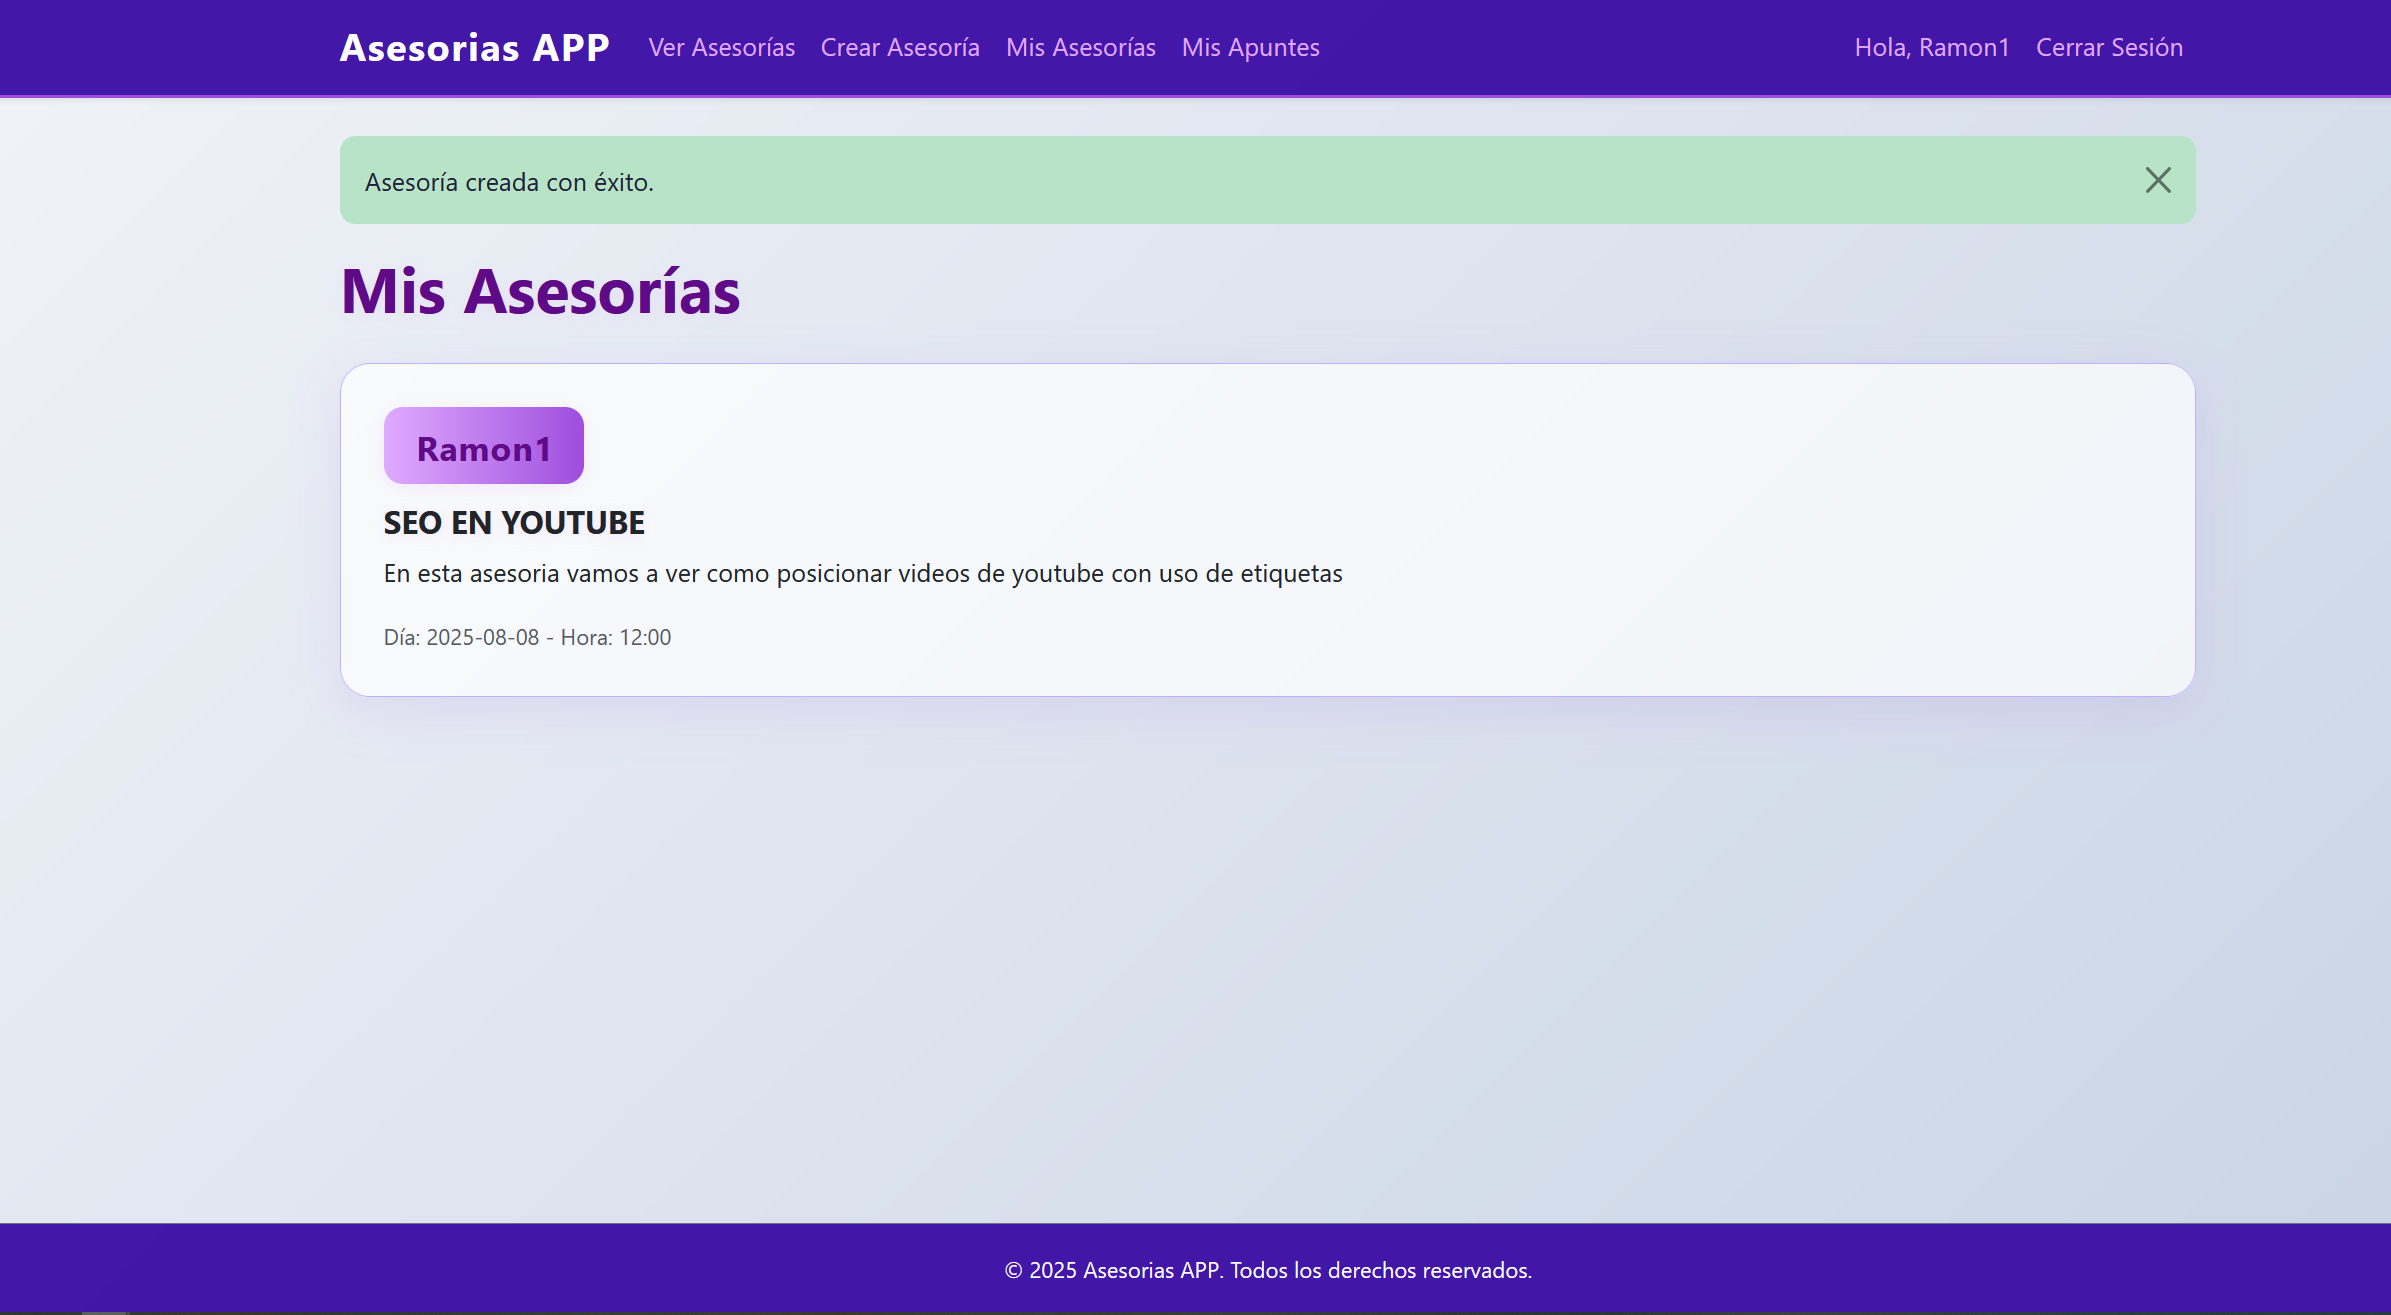 Asesorias APP Ver Asesorías Crear Asesoría Mis Asesorías Mis Apuntes Hola, Ramon1 Cerrar Sesión
Asesoría creada con éxito.
Mis Asesorías
Ramon1
SEO EN YOUTUBE
En esta asesoria vamos a ver como posicionar videos de youtube con uso de etiquetas
Día: 2025-08-08 - Hora: 12:00
© 2025 Asesorias APP. Todos los derechos reservados.